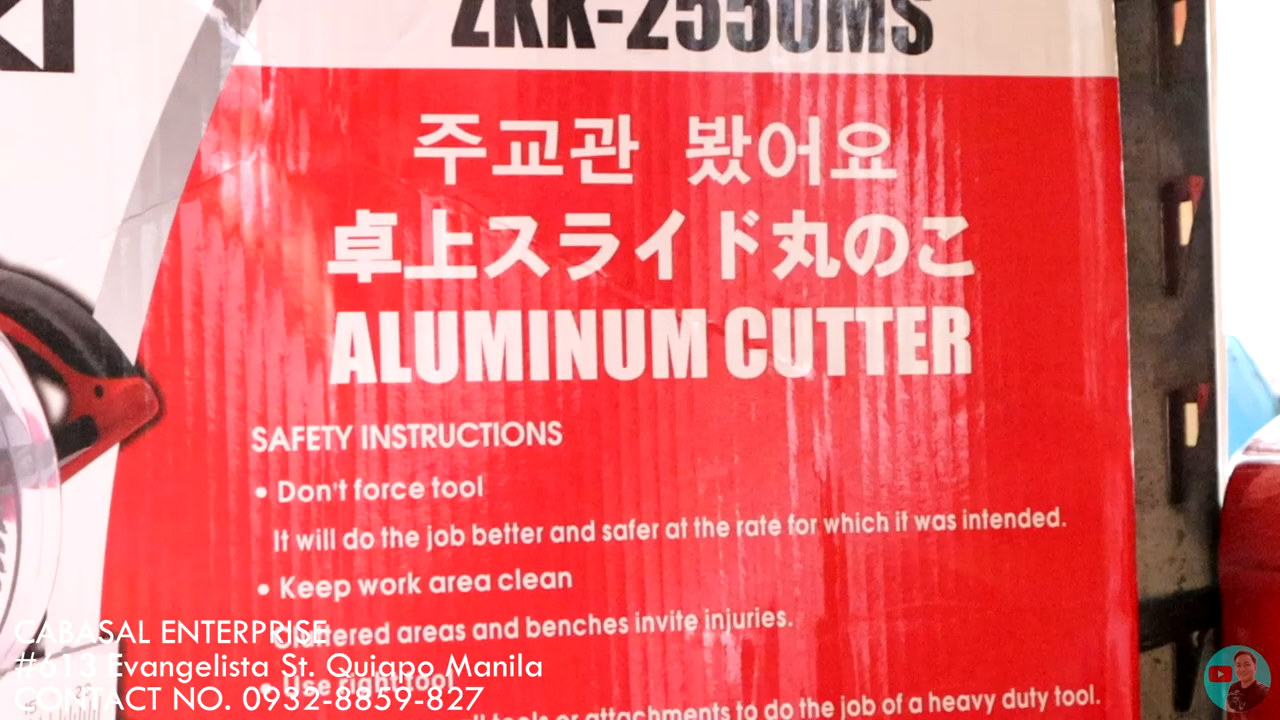 ZKK-2550MS
주교관 봤어요
卓上スライド丸のこ
ALUMINUM CUTTER
SAFETY INSTRUCTIONS
• Don't force tool
It will do the job better and safer at the rate for which it was intended.
• Keep work area clean
Cluttered areas and benches invite injuries.
• Use right tool
tools or attachments to do the job of a heavy duty tool.
CABASAL ENTERPRISE
#613 Evangelista St. Quiapo Manila
CONTACT NO. 0932-8859-827